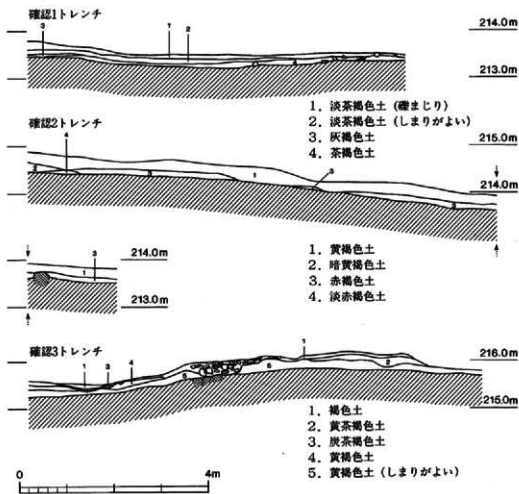 確認1トレンチ
3
1
2
214.0m
4
213.0m
1. 淡茶褐色土（礫まじり）
2. 淡茶褐色土（しまりがよい）
3. 灰褐色土
4. 茶褐色土
確認2トレンチ
215.0m
4
2
3
1
3
214.0m
2
3
214.0m
1
213.0m
1. 黄褐色土
2. 暗黄褐色土
3. 赤褐色土
4. 淡赤褐色土
確認3トレンチ
1
3
4
5
5
1
2
216.0m
215.0m
1. 褐色土
2. 黄茶褐色土
3. 炭茶褐色土
4. 黄褐色土
5. 黄褐色土（しまりがよい）
0
4m